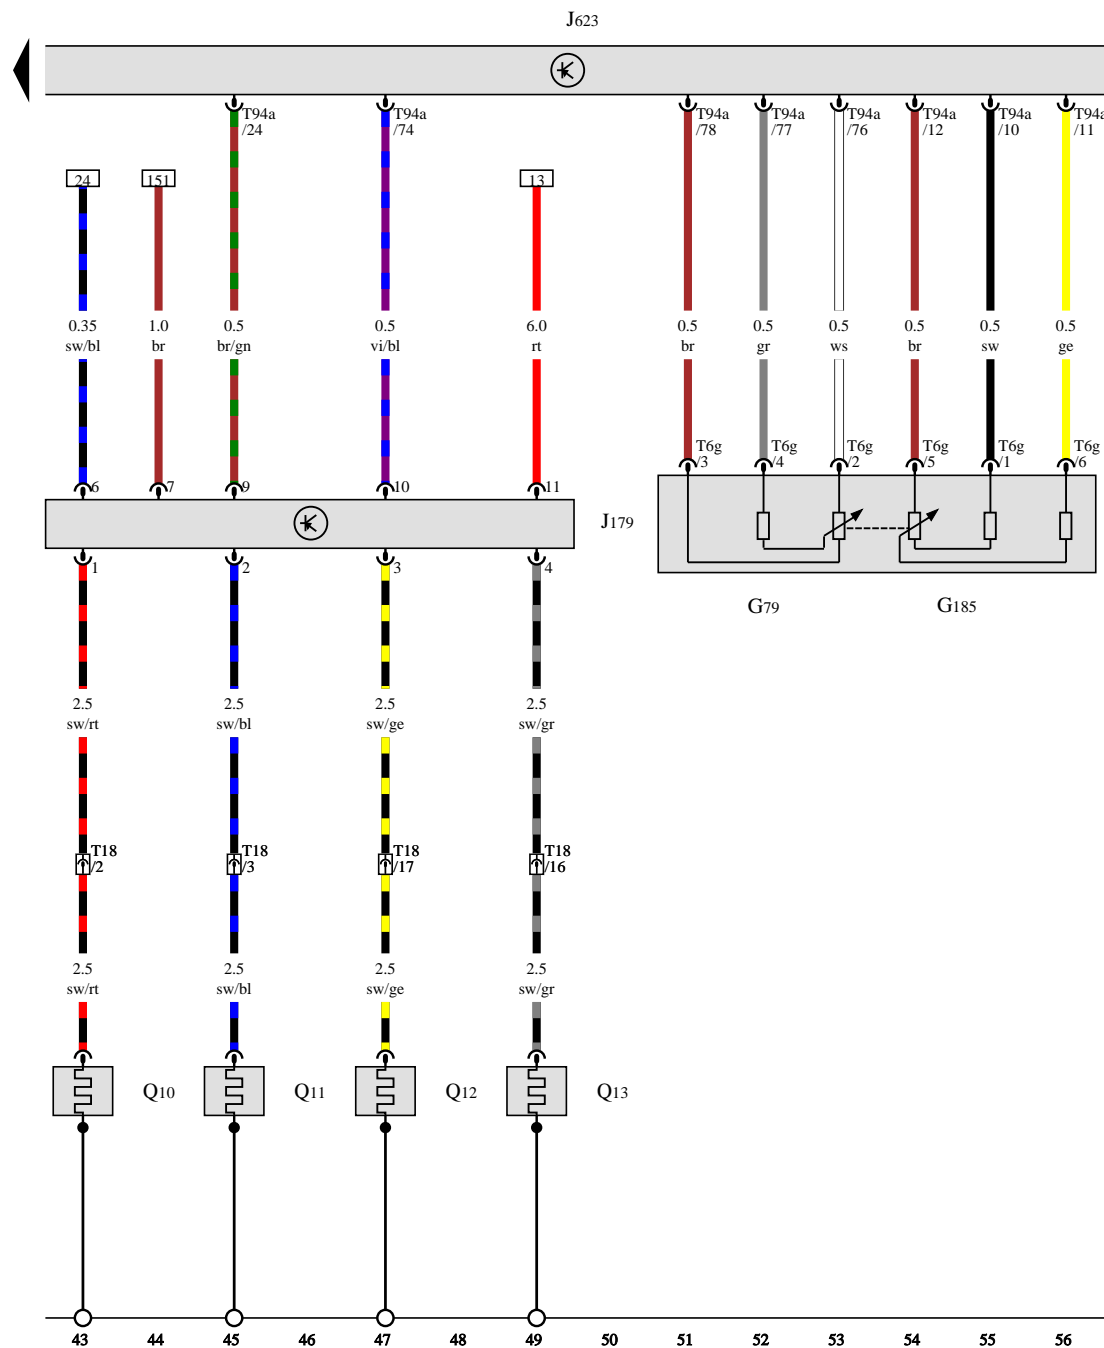 J623
T94a T94a T94a T94a T94a T94a T94a T94a
/24 /74 /78 /77 /76 /12 /10 /11
24 151 13
0.35 1.0 0.5 0.5 6.0 0.5 0.5 0.5 0.5 0.5 0.5
sw/bl br br/gn vi/bl rt br gr ws br sw ge
T6g T6g T6g T6g T6g T6g
/3 /4 /2 /5 /1 /6
6 7 9 10 11
J179
1 2 3 4
G79 G185
2.5 2.5 2.5 2.5
sw/rt sw/bl sw/ge sw/gr
T18 T18 T18 T18
/2 /3 /17 /16
2.5 2.5 2.5 2.5
sw/rt sw/bl sw/ge sw/gr
Q10 Q11 Q12 Q13
43 44 45 46 47 48 49 50 51 52 53 54 55 56